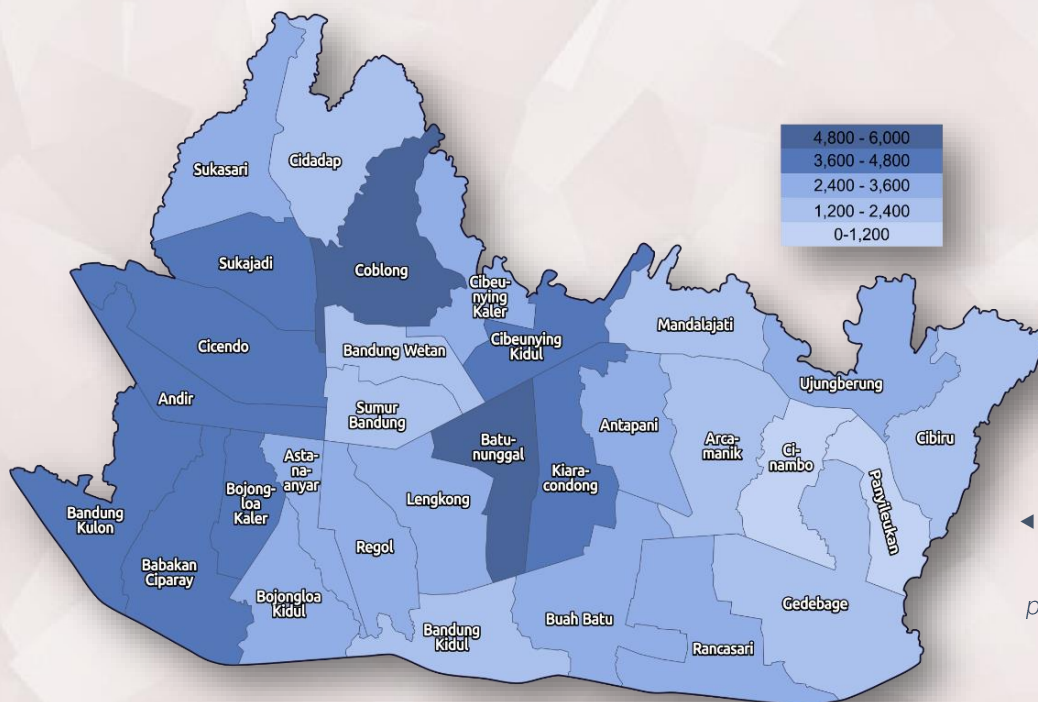 4,800 - 6,000
3,600 - 4,800
2,400 - 3,600
1,200 - 2,400
0-1,200
Sukasari
Cidadap
Sukajadi
Coblong
Cibeu-
nying
Kaler
Mandalajati
Cicendo
Bandung Wetan
Cibeunying
Kidul
Ujungberung
Andir
Sumur
Bandung
Antapani
Arca-
manik
Ci-
nambo
Cibiru
Asta-
na-
anyar
Batu-
nunggal
Kiara-
condong
Bojong-
loa
Kaler
Lengkong
Panyileukan
Bandung
Kulon
Regol
Babakan
Ciparay
Bojongloa
Kidul
Gedebage
Bandung
Kidul
Buah Batu
Rancasari
p